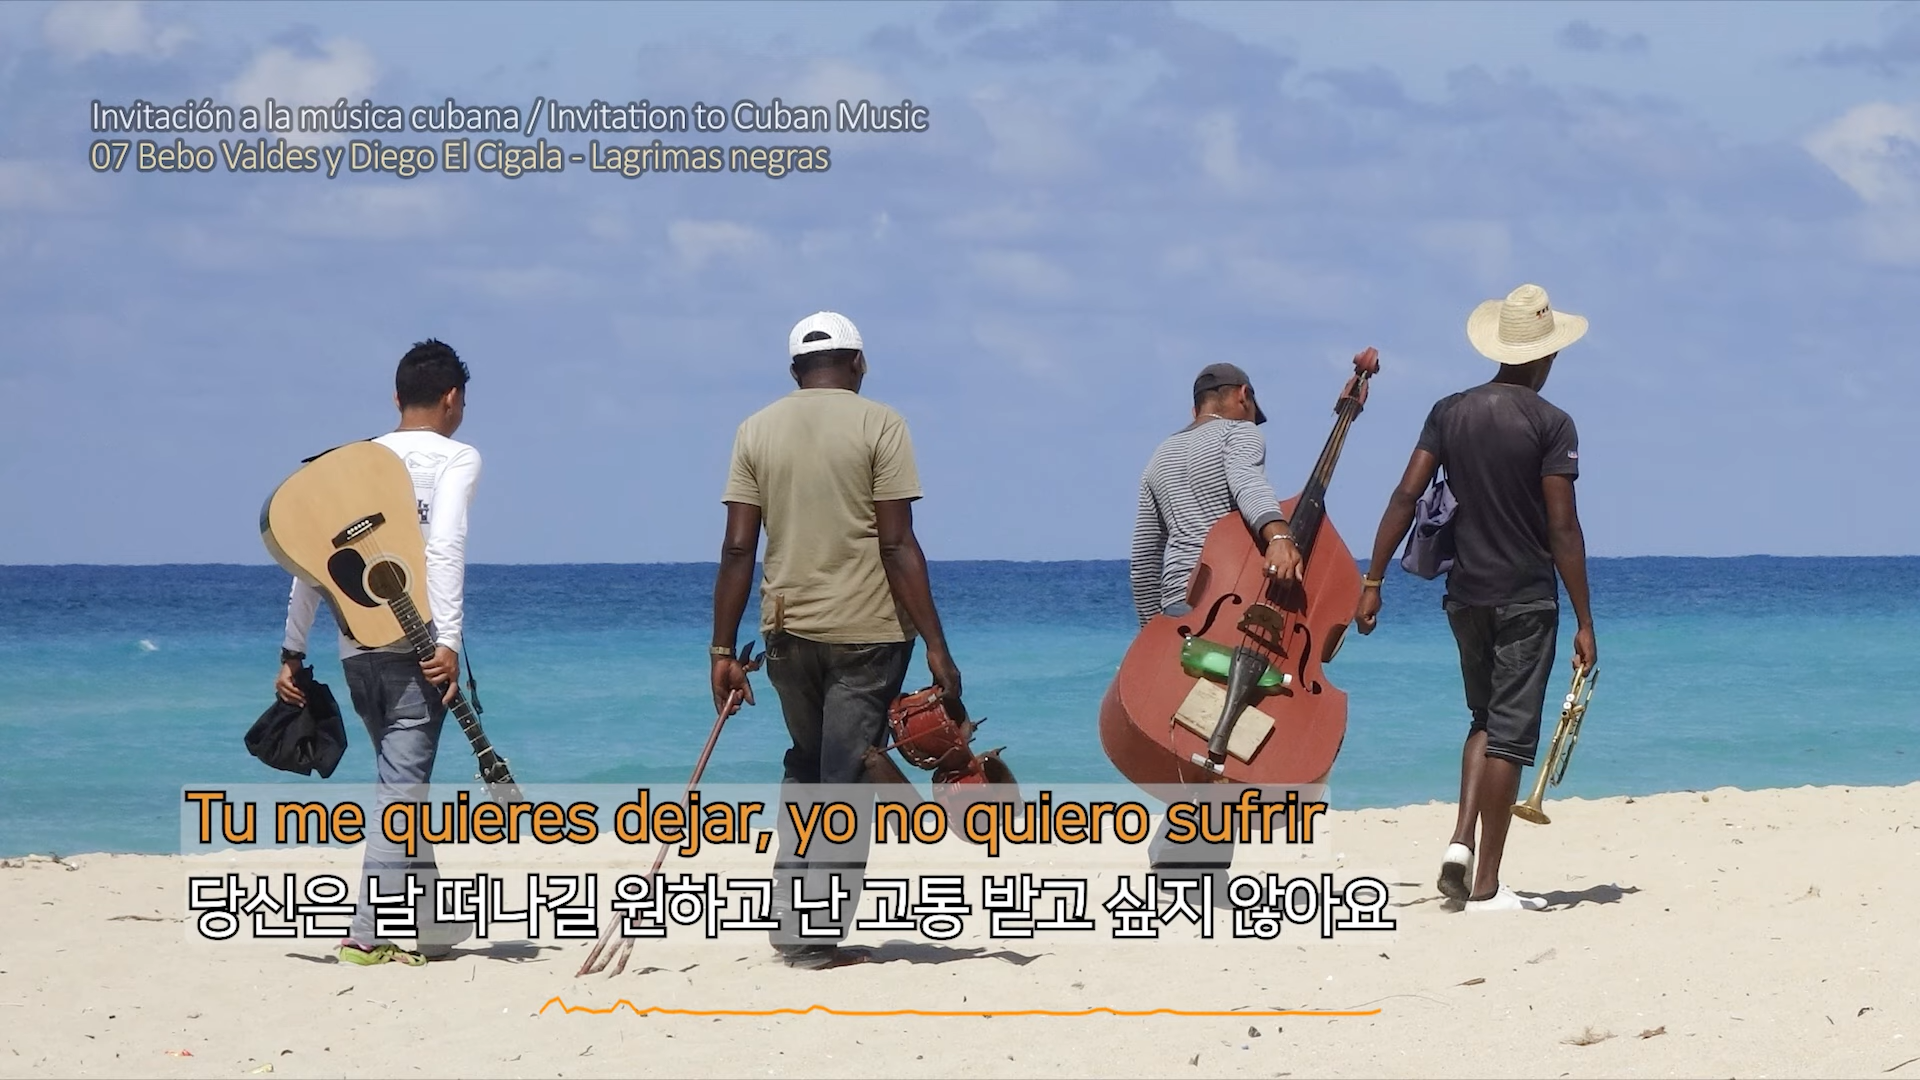 Invitación a la música cubana / Invitation to Cuban Music
07 Bebo Valdes y Diego El Cigala - Lagrimas negras
Tu me quieres dejar, yo no quiero sufrir
당신은 날 떠나길 원하고 난 고통 받고 싶지 않아요